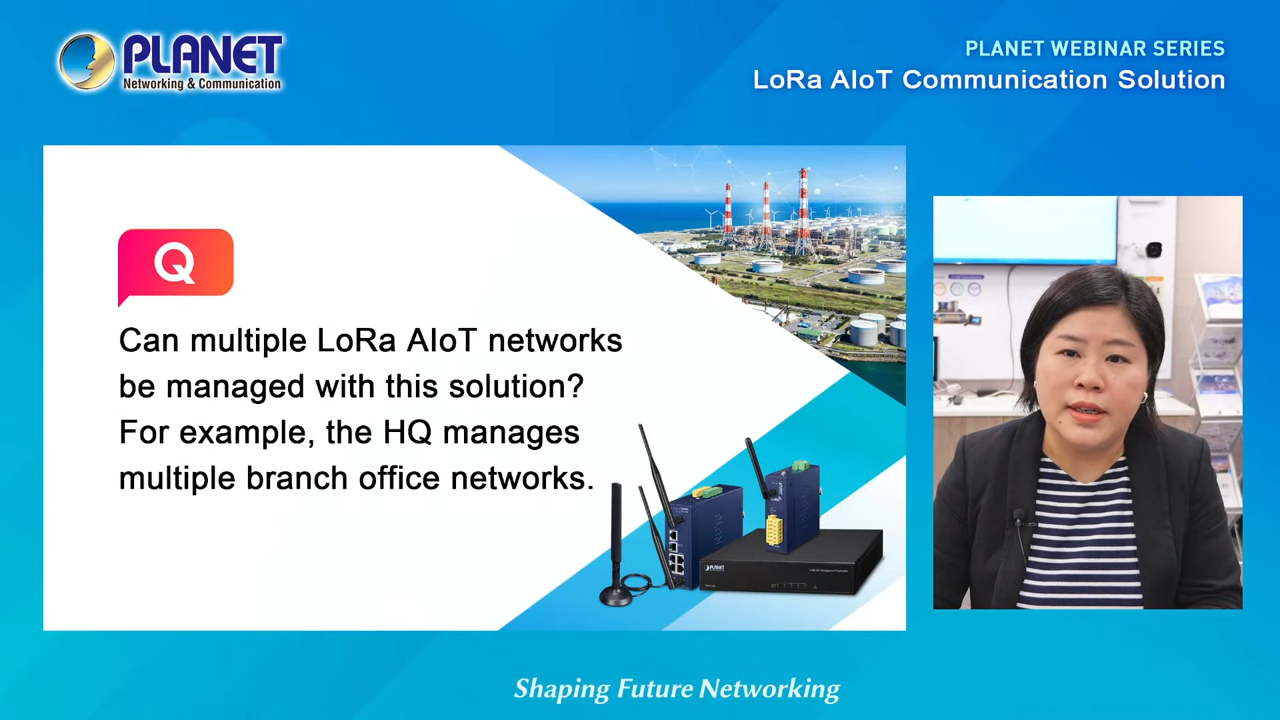 PLANET
Networking & Communication
PLANET WEBINAR SERIES
LoRa AIoT Communication Solution
Q
Can multiple LoRa AIoT networks
be managed with this solution?
For example, the HQ manages
multiple branch office networks.
PLANET
Shaping Future Networking